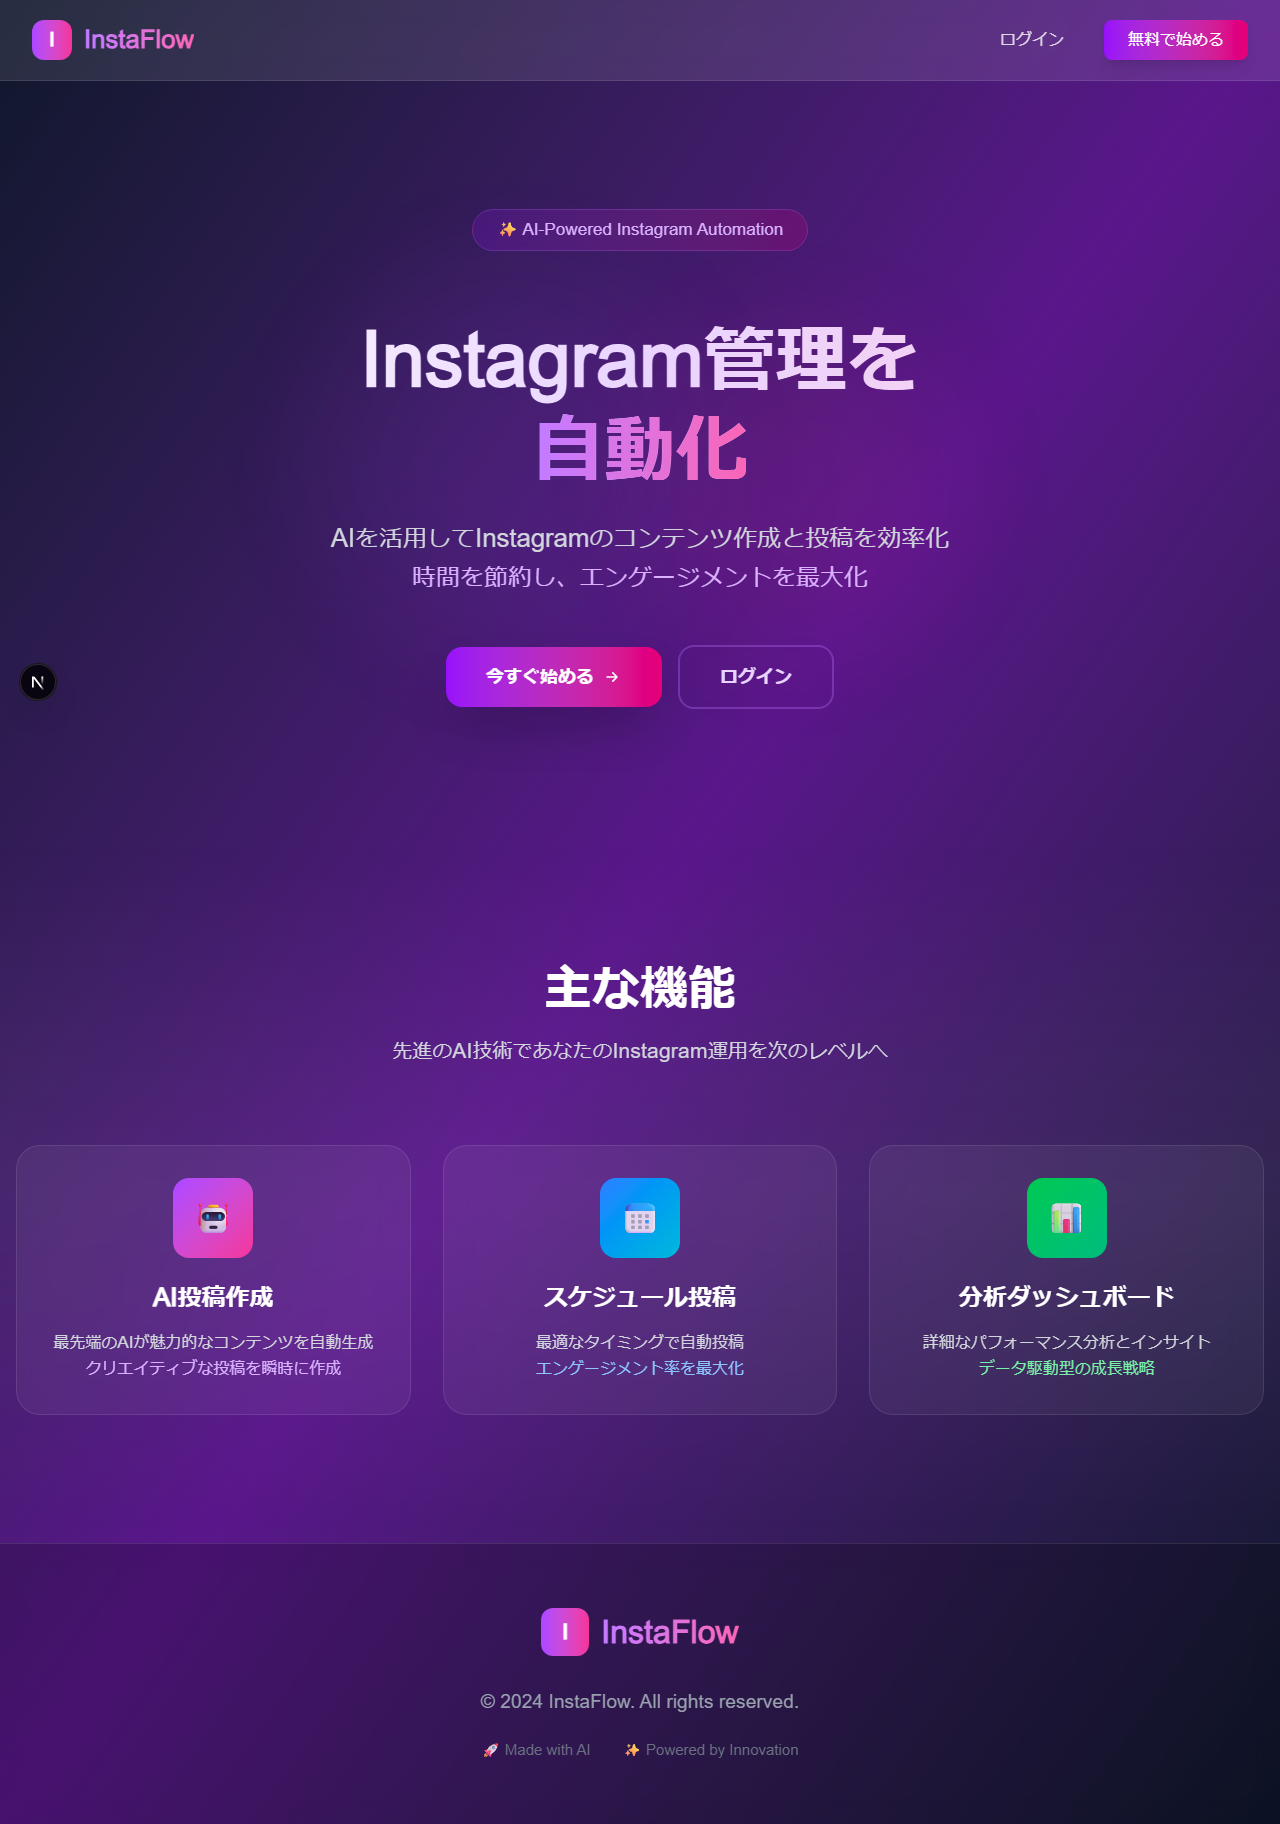 I InstaFlow
ログイン
無料で始める
✨ AI-Powered Instagram Automation
Instagram管理を
自動化
AIを活用してInstagramのコンテンツ作成と投稿を効率化
時間を節約し、エンゲージメントを最大化
今すぐ始める →
ログイン
N
主な機能
先進のAI技術であなたのInstagram運用を次のレベルへ
AI投稿作成
最先端のAIが魅力的なコンテンツを自動生成
クリエイティブな投稿を瞬時に作成
スケジュール投稿
最適なタイミングで自動投稿
エンゲージメント率を最大化
分析ダッシュボード
詳細なパフォーマンス分析とインサイト
データ駆動型の成長戦略
I InstaFlow
© 2024 InstaFlow. All rights reserved.
🚀 Made with AI
✨ Powered by Innovation